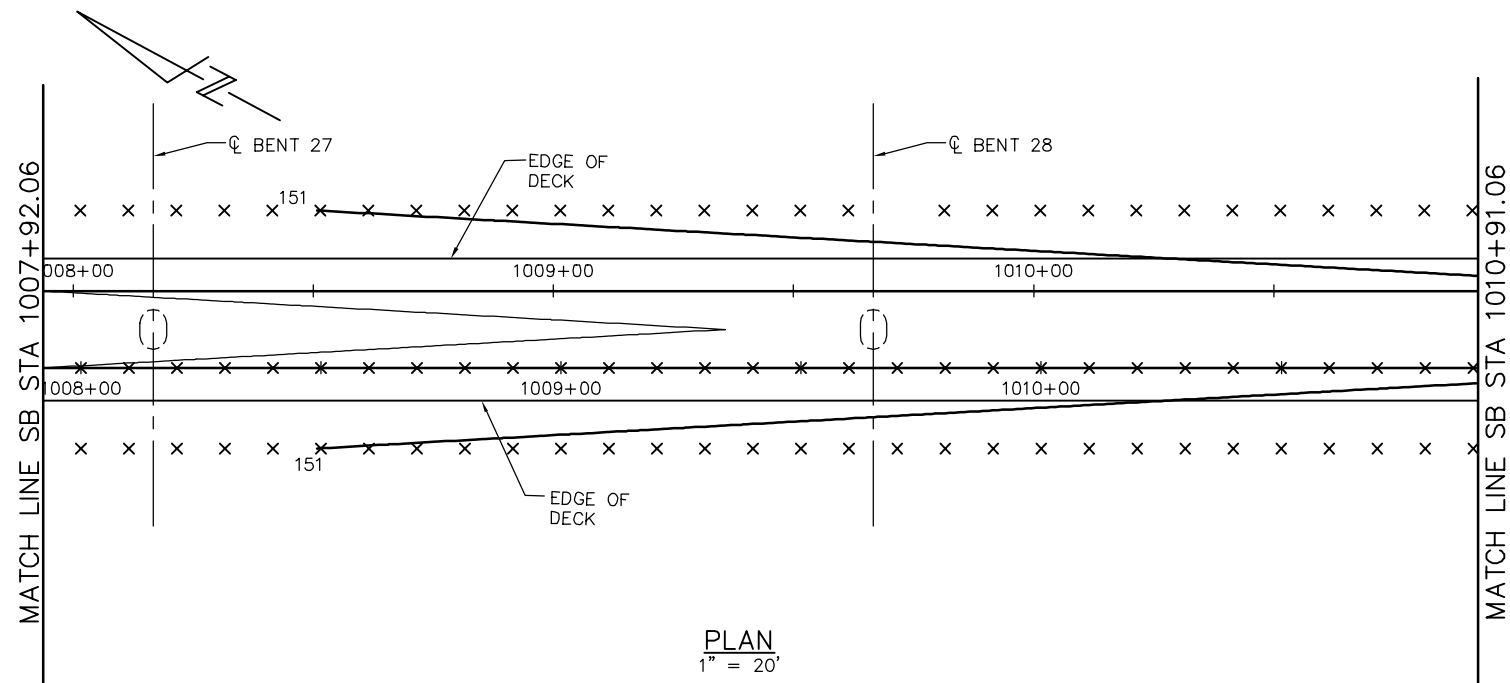 ℄ BENT 27
℄ BENT 28
EDGE OF
DECK
151
008+00
1009+00
1010+00
1008+00
1009+00
1010+00
151
EDGE OF
DECK
MATCH LINE SB STA 1007+92.06
MATCH LINE SB STA 1010+91.06
PLAN
1" = 20'